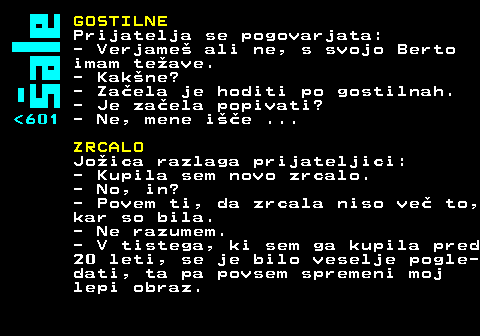 šale
<601
GOSTILNE
Prijatelja se pogovarjata:
- Verjameš ali ne, s svojo Berto
imam težave.
- Kakšne?
- Začela je hoditi po gostilnah.
- Je začela popivati?
- Ne, mene išče ...
ZRCALO
Jožica razlaga prijateljici:
- Kupila sem novo zrcalo.
- No, in?
- Povem ti, da zrcala niso več to,
kar so bila.
- Ne razumem.
- V tistega, ki sem ga kupila pred
20 leti, se je bilo veselje pogle-
dati, ta pa povsem spremeni moj
lepi obraz.